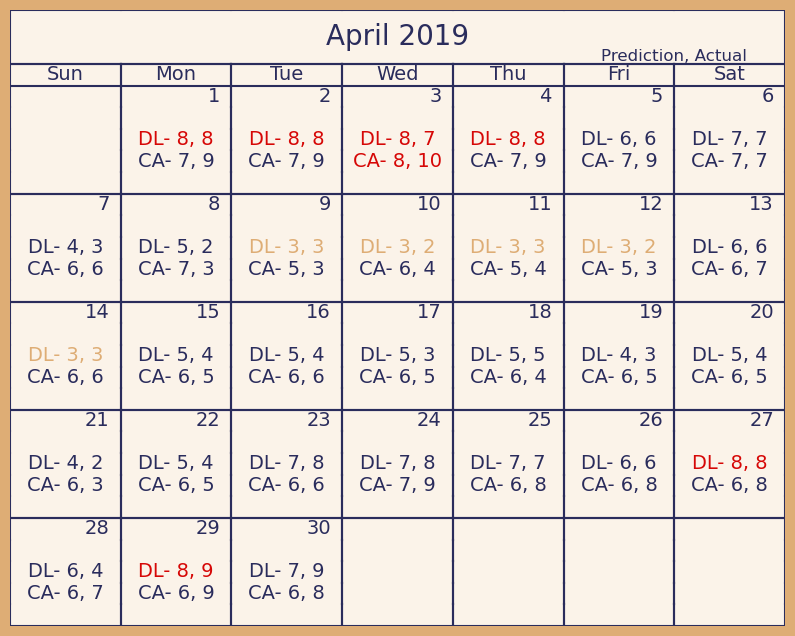 April 2019
Prediction, Actual
Sun Mon Tue Wed Thu Fri Sat
1 2 3 4 5 6
DL- 8, 8 DL- 8, 8 DL- 8, 7 DL- 8, 8 DL- 6, 6 DL- 7, 7
CA- 7, 9 CA- 7, 9 CA- 8, 10 CA- 7, 9 CA- 7, 9 CA- 7, 7
7 8 9 10 11 12 13
DL- 4, 3 DL- 5, 2 DL- 3, 3 DL- 3, 2 DL- 3, 3 DL- 3, 2 DL- 6, 6
CA- 6, 6 CA- 7, 3 CA- 5, 3 CA- 6, 4 CA- 5, 4 CA- 5, 3 CA- 6, 7
14 15 16 17 18 19 20
DL- 3, 3 DL- 5, 4 DL- 5, 4 DL- 5, 3 DL- 5, 5 DL- 4, 3 DL- 5, 4
CA- 6, 6 CA- 6, 5 CA- 6, 6 CA- 6, 5 CA- 6, 4 CA- 6, 5 CA- 6, 5
21 22 23 24 25 26 27
DL- 4, 2 DL- 5, 4 DL- 7, 8 DL- 7, 8 DL- 7, 7 DL- 6, 6 DL- 8, 8
CA- 6, 3 CA- 6, 5 CA- 6, 6 CA- 7, 9 CA- 6, 8 CA- 6, 8 CA- 6, 8
28 29 30
DL- 6, 4 DL- 8, 9 DL- 7, 9
CA- 6, 7 CA- 6, 9 CA- 6, 8